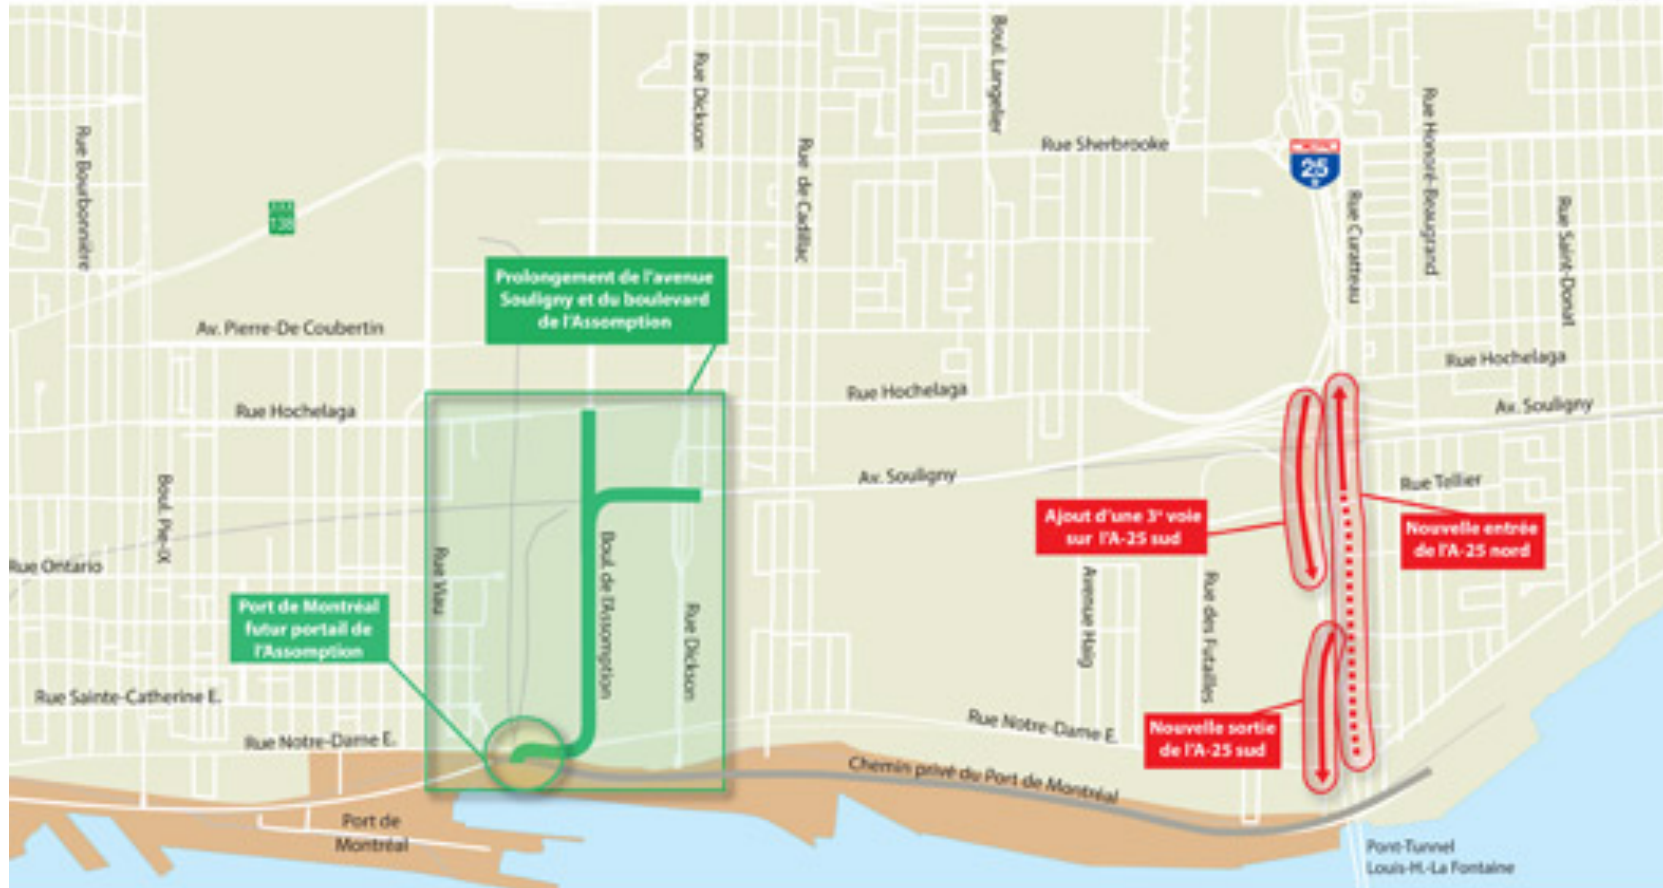 Rue Bourbonnière
Rue Dickson
Boul. Langelier
Rue de Cadillac
Rue Sherbrooke
25
Rue Honoré-Beaugrand
Rue Curatteau
Rue Saint-Donat
138
Prolongement de l'avenue
Souligny et du boulevard
de l'Assomption
Av. Pierre-De Coubertin
Rue Hochelaga
Rue Hochelaga
Rue Hochelaga
Av. Souligny
Av. Souligny
Boul. Pie-IX
Rue Tellier
Ajout d'une 3e voie
sur l'A-25 sud
Nouvelle entrée
de l'A-25 nord
Rue Ontario
Rue Viau
Boul. de l'Assomption
Rue Dickson
Avenue Haig
Rue des Futailles
Port de Montréal
futur portail de
l'Assomption
Rue Sainte-Catherine E.
Rue Notre-Dame E.
Rue Notre-Dame E.
Nouvelle sortie
de l'A-25 sud
Chemin privé du Port de Montréal
Port de
Montréal
Pont-Tunnel
Louis-H.-La Fontaine